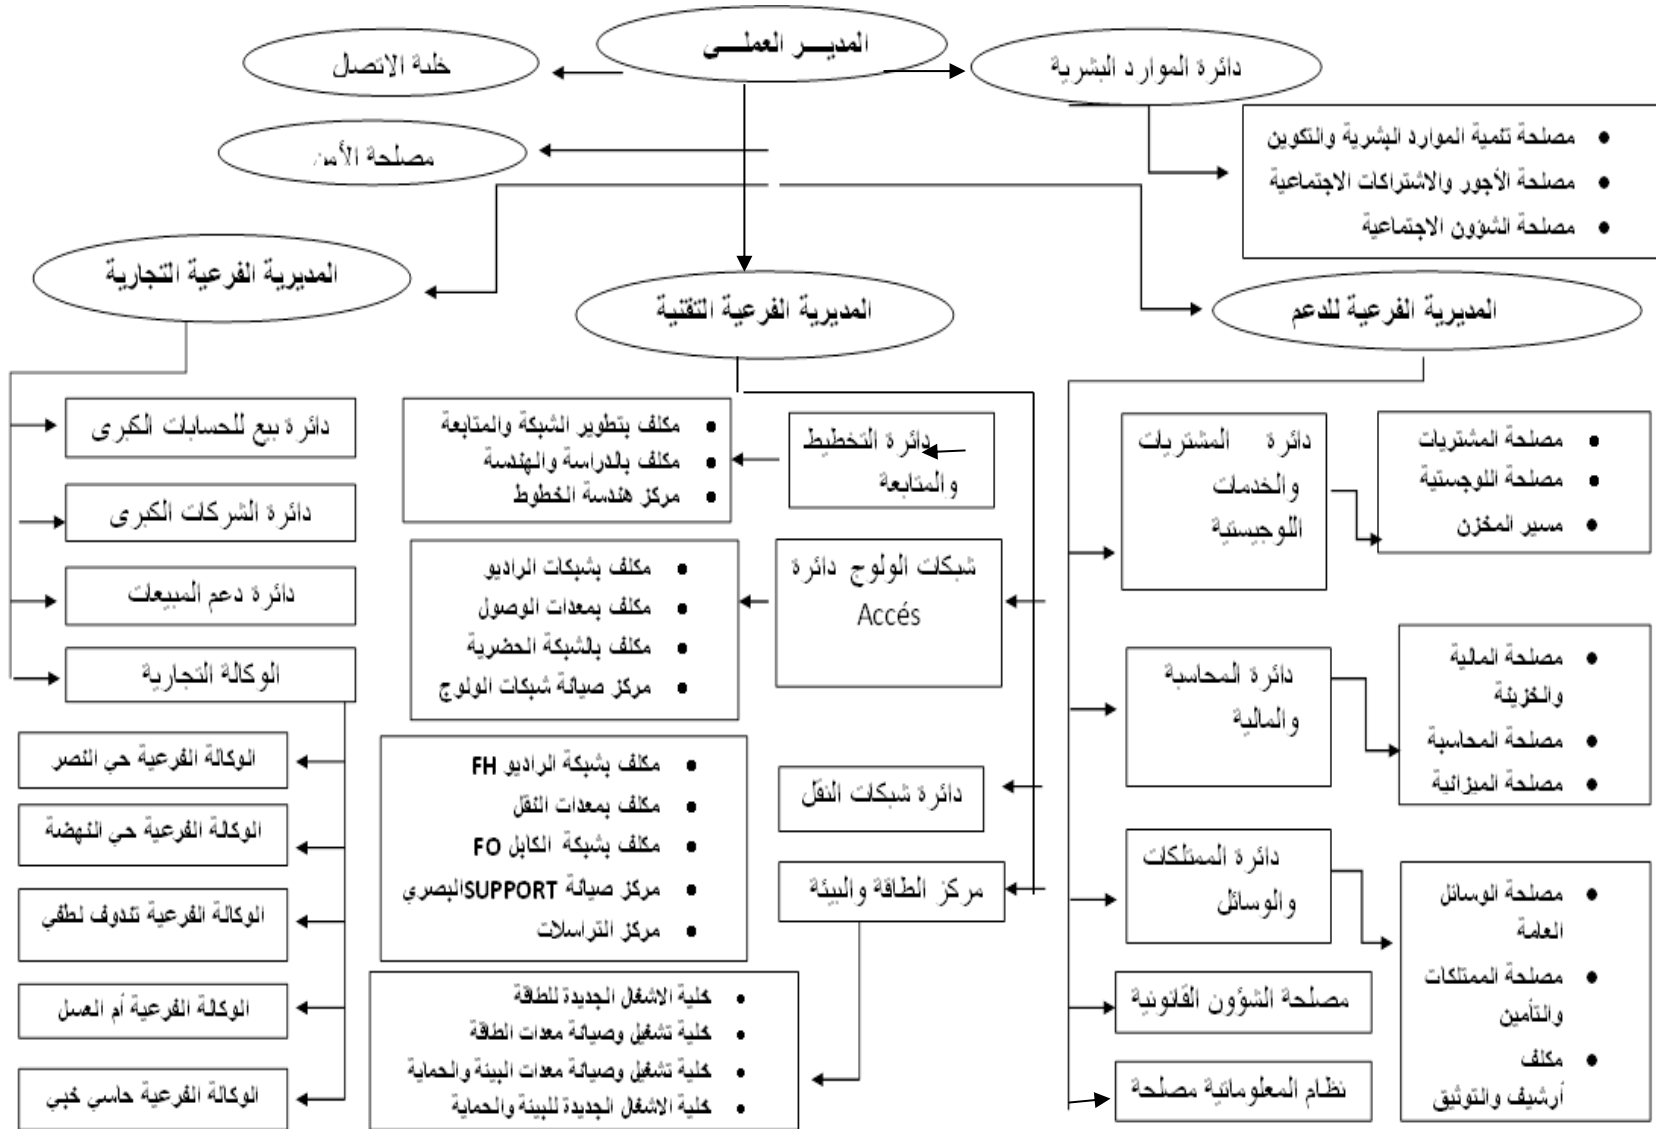 المديـــر العملـــي
دائرة الموارد البشرية
خلية الاتصال
مصلحة الأمن
مصلحة تنمية الموارد البشرية والتكوين
مصلحة الأجور والاشتراكات الاجتماعية
مصلحة الشؤون الاجتماعية
المديرية الفرعية للدعم
المديرية الفرعية التقنية
المديرية الفرعية التجارية
دائرة المشتريات
والخدمات
اللوجيستية
مصلحة المشتريات
مصلحة اللوجستية
مسير المخزن
دائرة المحاسبة
والمالية
مصلحة المالية
والخزينة
مصلحة المحاسبة
مصلحة الميزانية
دائرة الممتلكات
والوسائل
مصلحة الوسائل
العامة
مصلحة الممتلكات
والتأمين
مكلف
أرشيف والتوثيق
مصلحة الشؤون القانونية
نظام المعلوماتية مصلحة
دائرة التخطيط
والمتابعة
مكلف بتطوير الشبكة والمتابعة
مكلف بالدراسة والهندسة
مركز هندسة الخطوط
شبكات الولوج دائرة
Accés
مكلف بشبكات الراديو
مكلف بمعدات الوصول
مكلف بالشبكة الحضرية
مركز صيانة شبكات الولوج
دائرة شبكات النقل
مكلف بشبكة الراديو FH
مكلف بمعدات النقل
مكلف بشبكة الكابل FO
مركز صيانة SUPPORTالبصري
مركز التراسلات
مركز الطاقة والبيئة
كلية الاشغال الجديدة للطاقة
كلية تشغيل وصيانة معدات الطاقة
كلية تشغيل وصيانة معدات البيئة والحماية
كلية الاشغال الجديدة للبيئة والحماية
دائرة بيع للحسابات الكبرى
دائرة الشركات الكبرى
دائرة دعم المبيعات
الوكالة التجارية
الوكالة الفرعية حي النصر
الوكالة الفرعية حي النهضة
الوكالة الفرعية تندوف لطفي
الوكالة الفرعية أم العسل
الوكالة الفرعية حاسي خبي